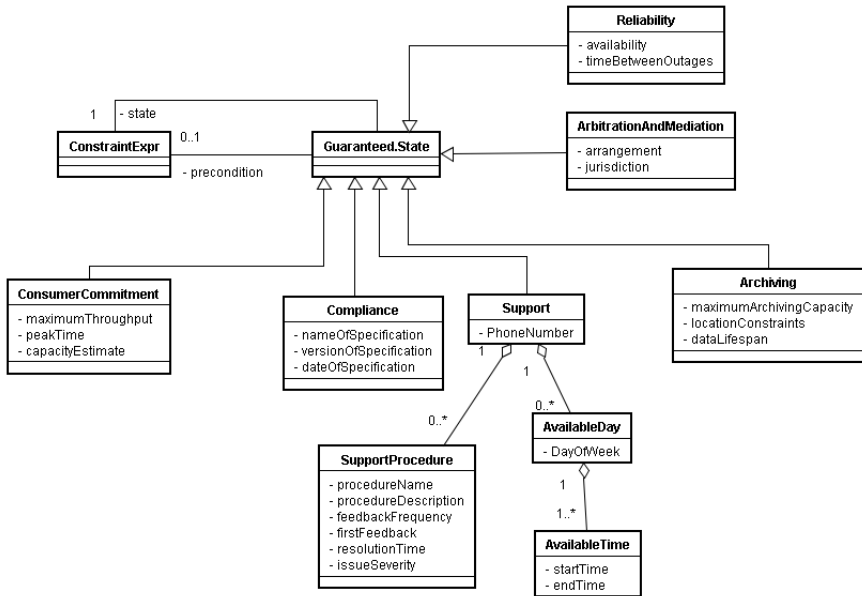 Reliability
- availability
- timeBetweenOutages
1
- state
0..1
ConstraintExpr
- precondition
Guaranteed.State
ArbitrationAndMediation
- arrangement
- jurisdiction
ConsumerCommitment
- maximumThroughput
- peakTime
- capacityEstimate
Compliance
- nameOfSpecification
- versionOfSpecification
- dateOfSpecification
Support
- PhoneNumber
Archiving
- maximumArchivingCapacity
- locationConstraints
- dataLifespan
1
1
0..*
0..*
SupportProcedure
- procedureName
- procedureDescription
- feedbackFrequency
- firstFeedback
- resolutionTime
- issueSeverity
AvailableDay
- DayOfWeek
1
1..*
AvailableTime
- startTime
- endTime